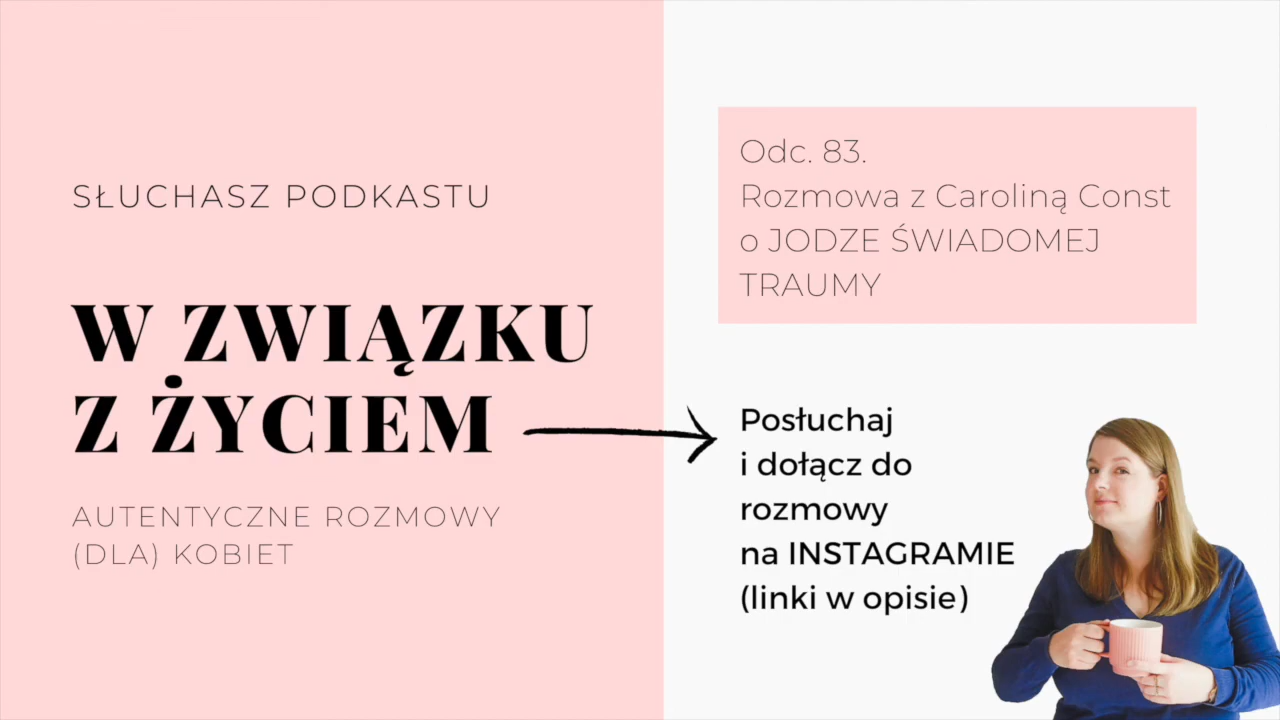 SŁUCHASZ PODKASTU
W ZWIĄZKU
Z ŻYCIEM
AUTENTYCZNE ROZMOWY
(DLA) KOBIET
Odc. 83.
Rozmowa z Caroliną Const
o JODZE ŚWIADOMEJ
TRAUMY
Posłuchaj
i dołącz do
rozmowy
na INSTAGRAMIE
(linki w opisie)